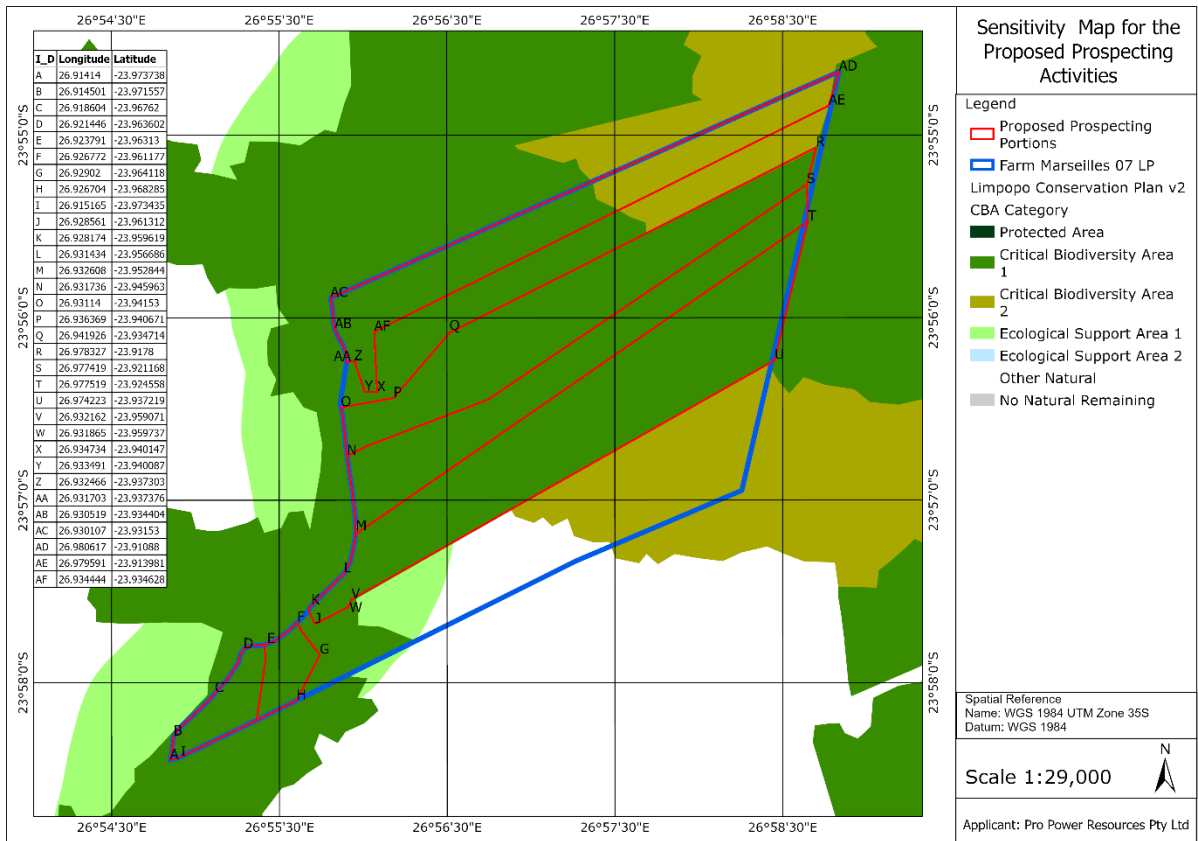 26°54'30"E 26°55'30"E 26°56'30"E 26°57'30"E 26°58'30"E
I_D Longitude Latitude
A 26.91414 -23.973738
B 26.914501 -23.971557
C 26.918604 -23.96762
D 26.921446 -23.963602
E 26.923791 -23.96313
F 26.926772 -23.961177
G 26.92902 -23.964118
H 26.926704 -23.968285
I 26.915165 -23.973435
J 26.928561 -23.961312
K 26.928174 -23.959619
L 26.931434 -23.956686
M 26.932608 -23.952844
N 26.931736 -23.945963
O 26.93114 -23.94153
P 26.936369 -23.940671
Q 26.941926 -23.934714
R 26.978327 -23.9178
S 26.977419 -23.921168
T 26.977519 -23.924558
U 26.974223 -23.937219
V 26.932162 -23.959071
W 26.931865 -23.959737
X 26.934734 -23.940147
Y 26.933491 -23.940087
Z 26.932466 -23.937303
AA 26.931703 -23.937376
AB 26.930519 -23.934404
AC 26.930107 -23.93153
AD 26.980617 -23.91088
AE 26.979591 -23.913981
AF 26.934444 -23.934628
23°55'0"S
23°56'0"S
23°57'0"S
23°58'0"S
AD
AE
R
S
T
AC
AB
AF
Q
AA
Z
U
Y
X
P
O
N
M
L
V
K
W
F
J
E
D
G
C
H
B
I
A
23°55'0"S
23°56'0"S
23°57'0"S
23°58'0"S
26°54'30"E 26°55'30"E 26°56'30"E 26°57'30"E 26°58'30"E
Sensitivity Map for the
Proposed Prospecting
Activities
Legend
Proposed Prospecting
Portions
Farm Marseilles 07 LP
Limpopo Conservation Plan v2
CBA Category
Protected Area
Critical Biodiversity Area
1
Critical Biodiversity Area
2
Ecological Support Area 1
Ecological Support Area 2
Other Natural
No Natural Remaining
Spatial Reference
Name: WGS 1984 UTM Zone 35S
Datum: WGS 1984
N
Scale 1:29,000
Applicant: Pro Power Resources Pty Ltd